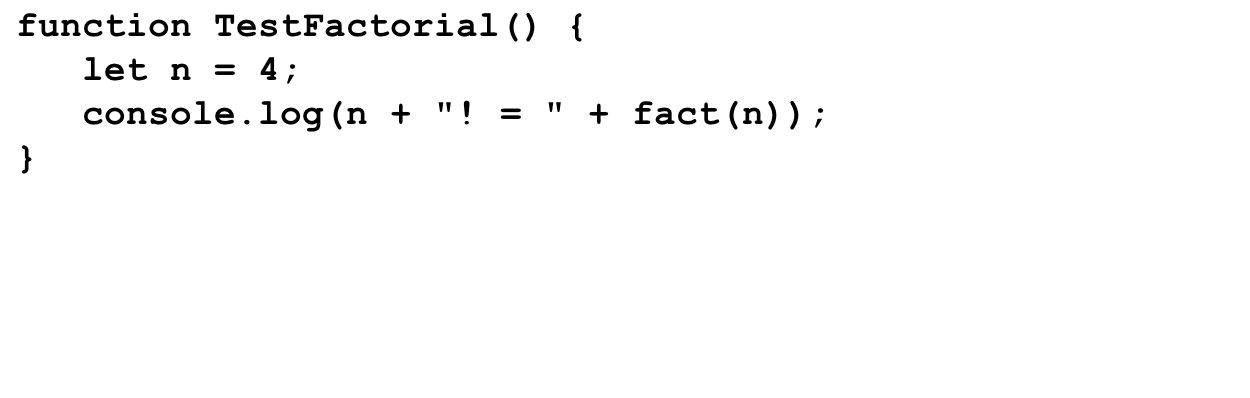 function TestFactorial() {
   let n = 4;
   console.log(n + "! = " + fact(n));
}